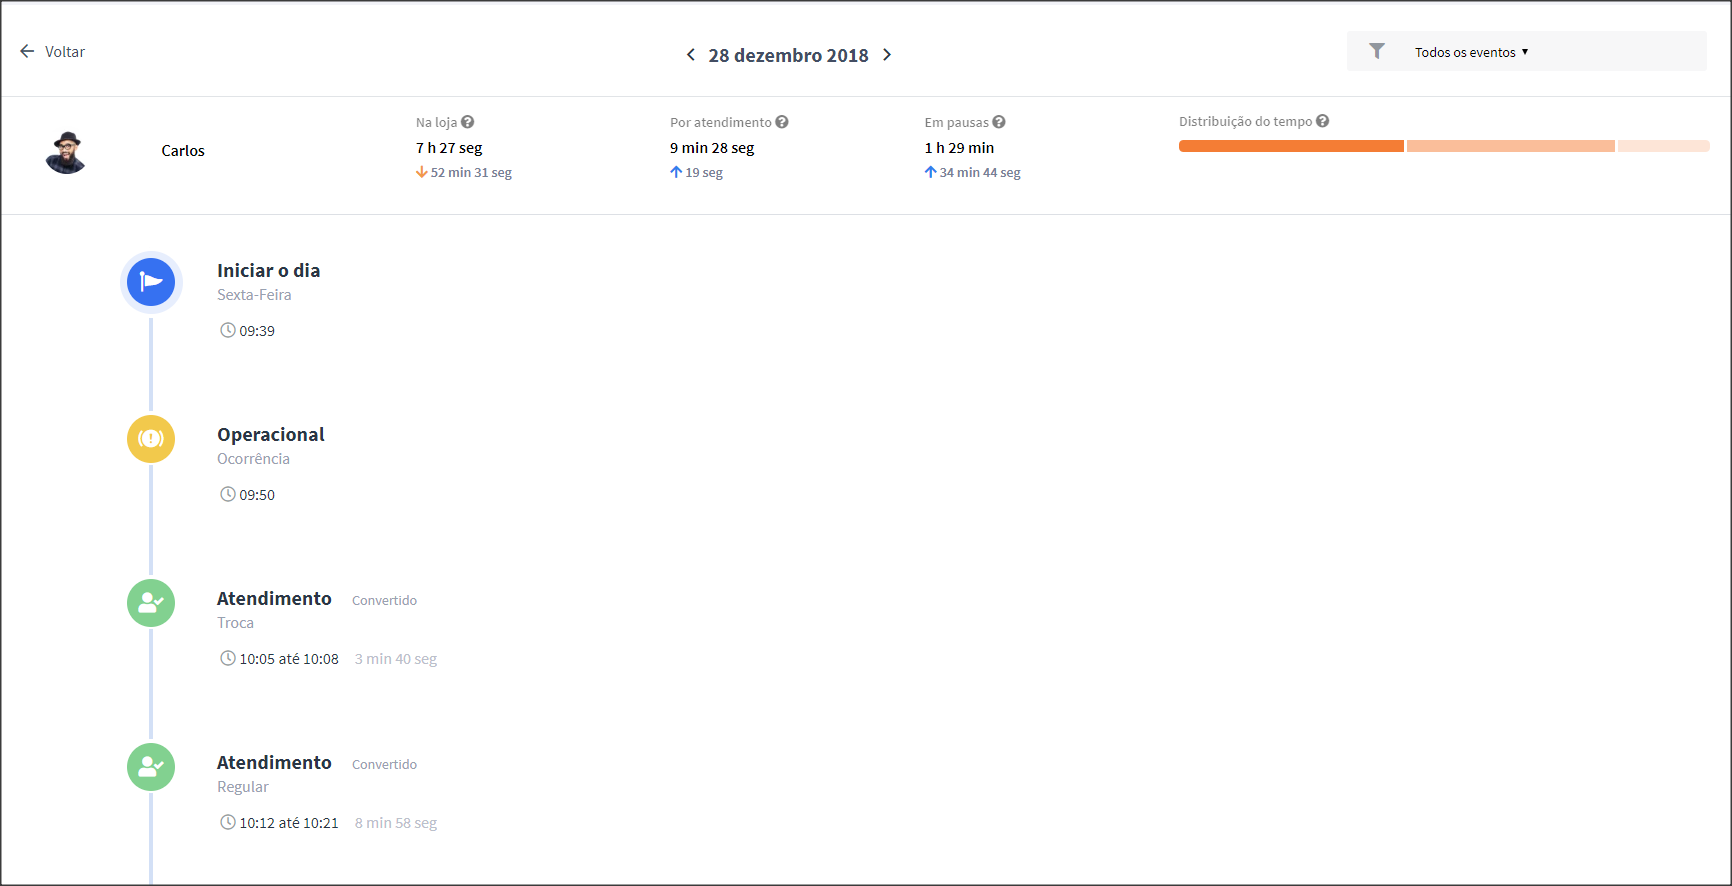 Voltar
28 dezembro 2018
Todos os eventos
Carlos
Na loja
7 h 27 seg
52 min 31 seg
Por atendimento
9 min 28 seg
19 seg
Em pausas
1 h 29 min
34 min 44 seg
Distribuição do tempo
Iniciar o dia
Sexta-Feira
09:39
Operacional
Ocorrência
09:50
Atendimento Convertido
Troca
10:05 até 10:08 3 min 40 seg
Atendimento Convertido
Regular
10:12 até 10:21 8 min 58 seg